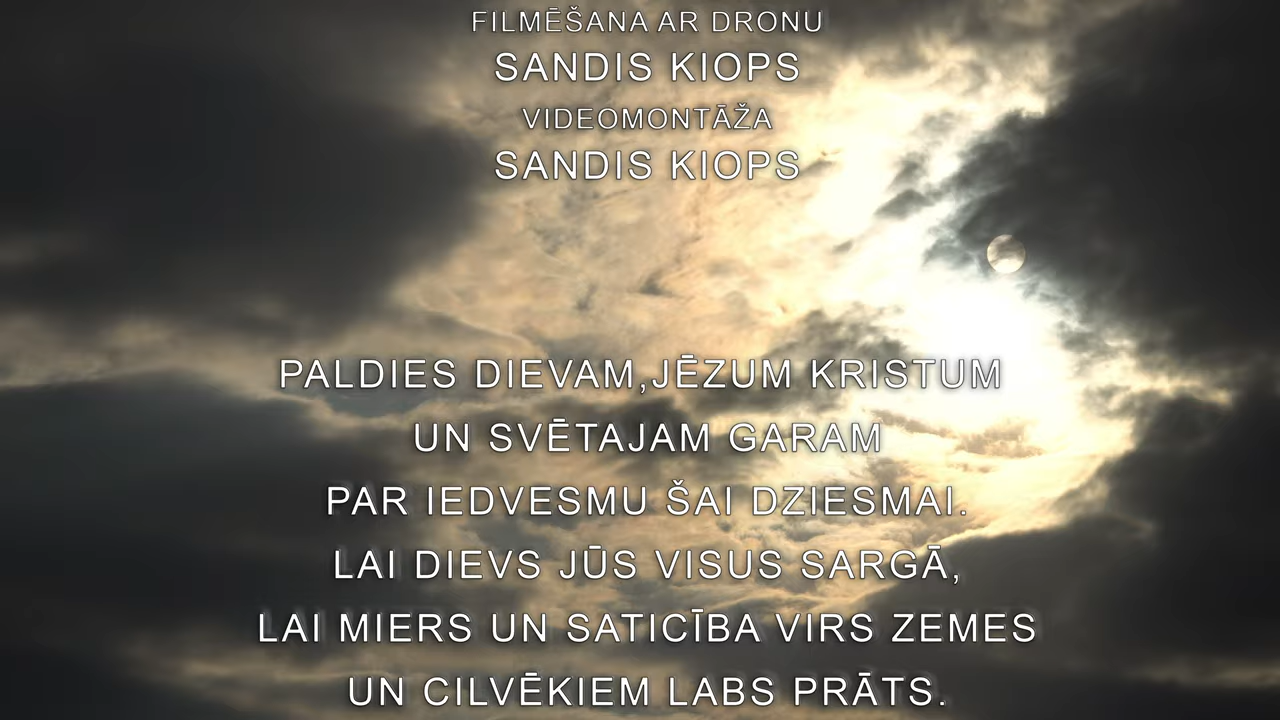 FILMĒŠANA AR DRONU
SANDIS KIOPS
VIDEOMONTĀŽA
SANDIS KIOPS
PALDIES DIEVAM,JĒZUM KRISTUM
UN SVĒTAJAM GARAM
PAR IEDVESMU ŠAI DZIESMAI.
LAI DIEVS JŪS VISUS SARGĀ,
LAI MIERS UN SATICĪBA VIRS ZEMES
UN CILVĒKIEM LABS PRĀTS.